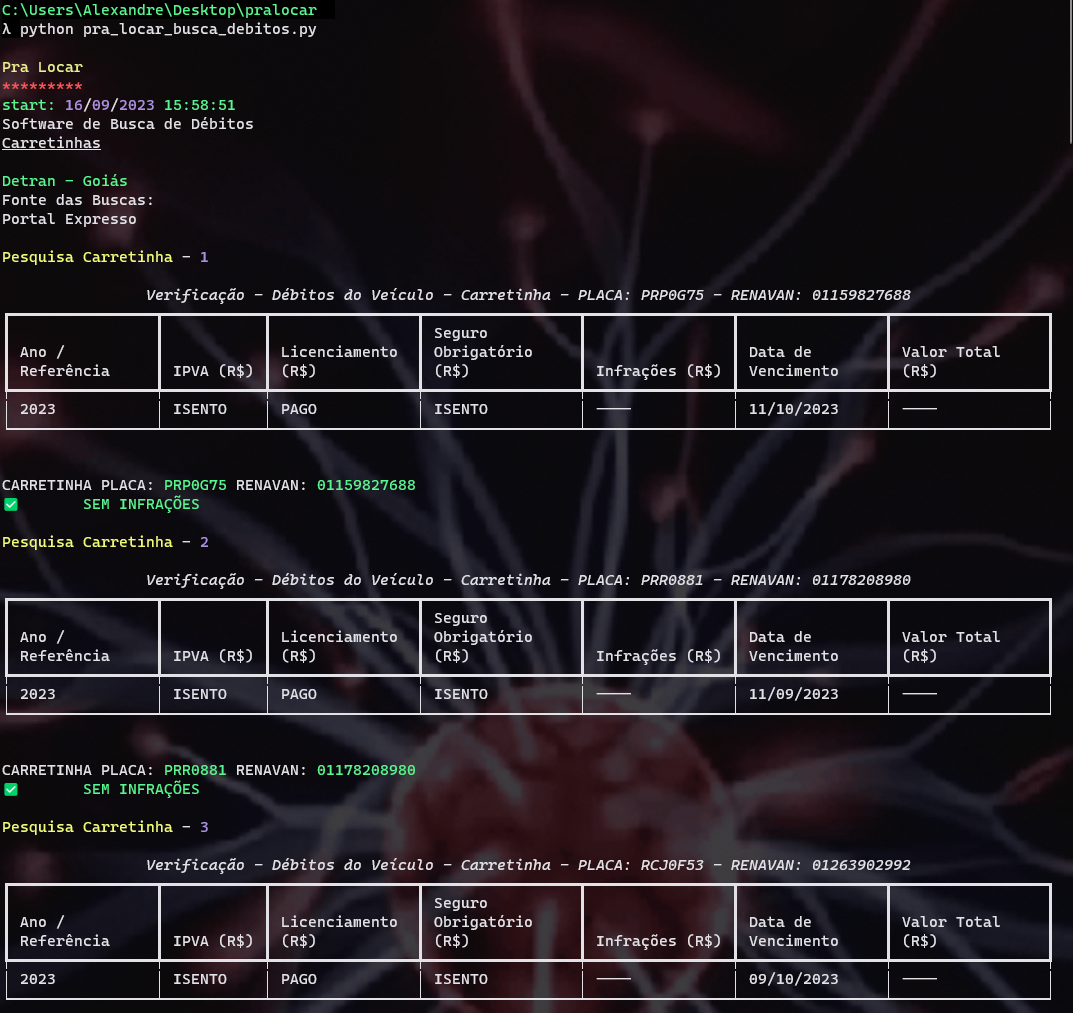 C:\Users\Alexandre\Desktop\pralocar
λ python pra_locar_busca_debitos.py
Pra Locar
*********
start: 16/09/2023 15:58:51
Software de Busca de Débitos
Carretinhas
Detran – Goiás
Fonte das Buscas:
Portal Expresso
Pesquisa Carretinha – 1
Verificação – Débitos do Veículo – Carretinha – PLACA: PRP0G75 – RENAVAN: 01159827688
Seguro
Ano / Licenciamento Obrigatório Data de Valor Total
Referência IPVA (R$) (R$) (R$) Infrações (R$) Vencimento (R$)
2023 ISENTO PAGO ISENTO ──── 11/10/2023 ────
CARRETINHA PLACA: PRP0G75 RENAVAN: 01159827688
✅ SEM INFRAÇÕES
Pesquisa Carretinha – 2
Verificação – Débitos do Veículo – Carretinha – PLACA: PRR0881 – RENAVAN: 01178208980
Seguro
Ano / Licenciamento Obrigatório Data de Valor Total
Referência IPVA (R$) (R$) (R$) Infrações (R$) Vencimento (R$)
2023 ISENTO PAGO ISENTO ──── 11/09/2023 ────
CARRETINHA PLACA: PRR0881 RENAVAN: 01178208980
✅ SEM INFRAÇÕES
Pesquisa Carretinha – 3
Verificação – Débitos do Veículo – Carretinha – PLACA: RCJ0F53 – RENAVAN: 01263902992
Seguro
Ano / Licenciamento Obrigatório Data de Valor Total
Referência IPVA (R$) (R$) (R$) Infrações (R$) Vencimento (R$)
2023 ISENTO PAGO ISENTO ──── 09/10/2023 ────